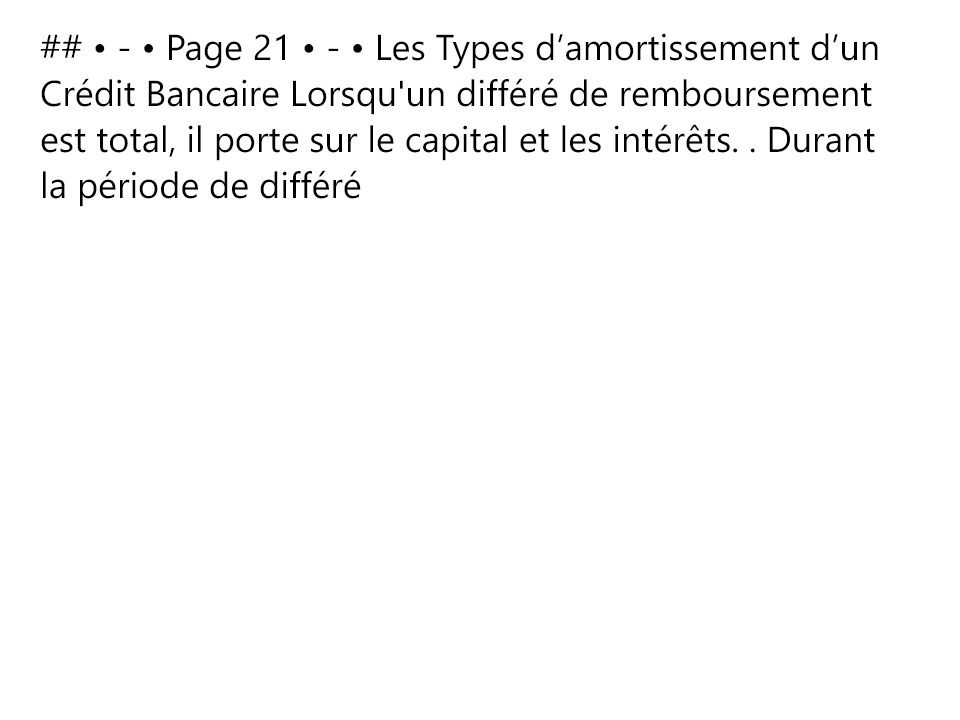 ## • - • Page 21 • - • Les Types d’amortissement d’un
Crédit Bancaire Lorsqu'un différé de remboursement
est total, il porte sur le capital et les intérêts. . Durant
la période de différé